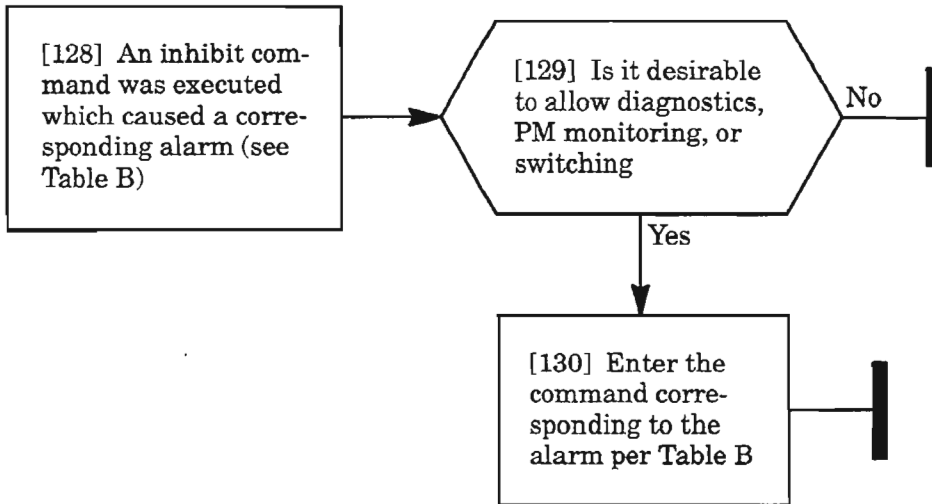 [128] An inhibit com-
mand was executed
which caused a corre-
sponding alarm (see
Table B)
[129] Is it desirable
to allow diagnostics,
PM monitoring, or
switching
No
Yes
[130] Enter the
command corre-
sponding to the
alarm per Table B